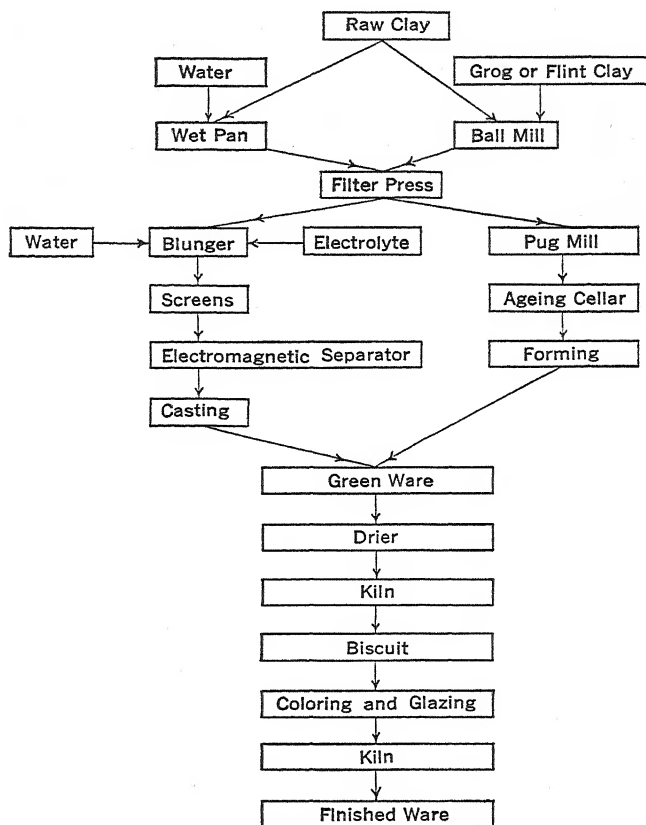 Raw Clay
Water
Grog or Flint Clay
Wet Pan
Ball Mill
Filter Press
Water
Blunger
Electrolyte
Pug Mill
Screens
Ageing Cellar
Electromagnetic Separator
Forming
Casting
Green Ware
Drier
Kiln
Biscuit
Coloring and Glazing
Kiln
Finished Ware